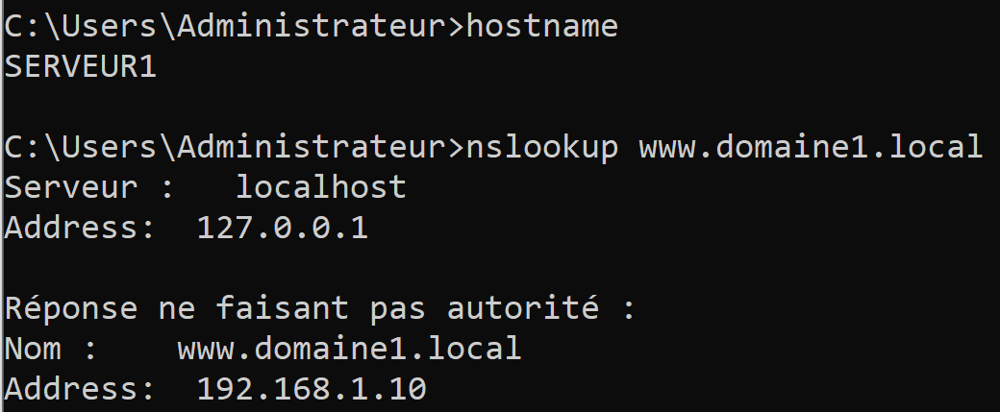 C:\Users\Administrateur>hostname
SERVEUR1
C:\Users\Administrateur>nslookup www.domaine1.local
Serveur :   localhost
Address:  127.0.0.1
Réponse ne faisant pas autorité :
Nom :    www.domaine1.local
Address:  192.168.1.10